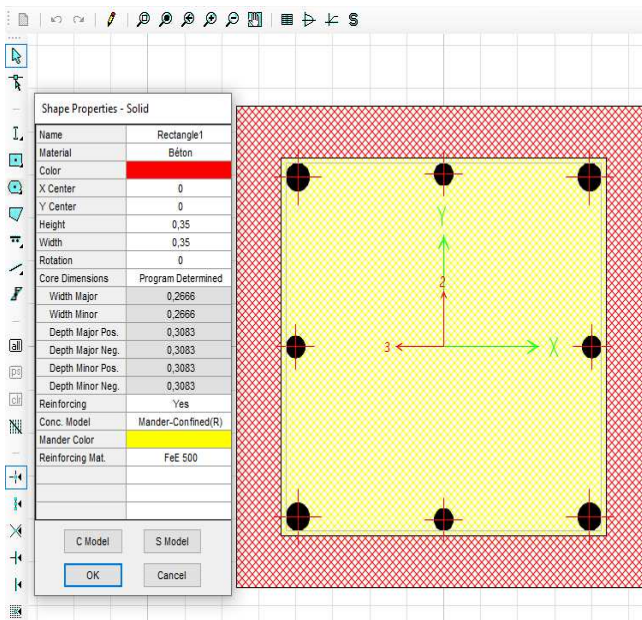 S
I
F
all
ps
clr
Shape Properties - Solid
Name Rectangle1
Material Béton
Color
X Center 0
Y Center 0
Height 0,35
Width 0,35
Rotation 0
Core Dimensions Program Determined
Width Major 0,2666
Width Minor 0,2666
Depth Major Pos. 0,3083
Depth Major Neg. 0,3083
Depth Minor Pos. 0,3083
Depth Minor Neg. 0,3083
Reinforcing Yes
Conc. Model Mander-Confined(R)
Mander Color
Reinforcing Mat. FeE 500
C Model S Model
OK Cancel
Y
2
3 X